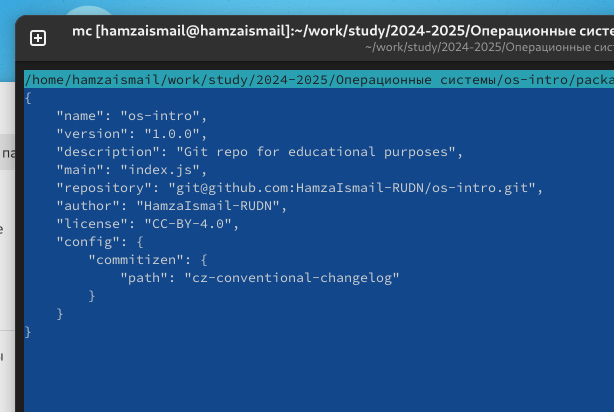 mc [hamzaismail@hamzaismail]:~/work/study/2024-2025/Операционные сист
~/work/study/2024-2025/Операционные сис
/home/hamzaismail/work/study/2024-2025/Операционные системы/os-intro/packa
{
    "name": "os-intro",
    "version": "1.0.0",
    "description": "Git repo for educational purposes",
    "main": "index.js",
    "repository": "git@github.com:HamzaIsmail-RUDN/os-intro.git",
    "author": "HamzaIsmail-RUDN",
    "license": "CC-BY-4.0",
    "config": {
        "commitizen": {
            "path": "cz-conventional-changelog"
        }
    }
}